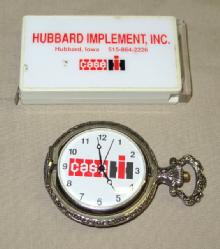 HUBBARD IMPLEMENT, INC.
Hubbard, Iowa 515-864-2226
case IH
12
11 1
10 2
case IH
9 3
8 4
7 5
6